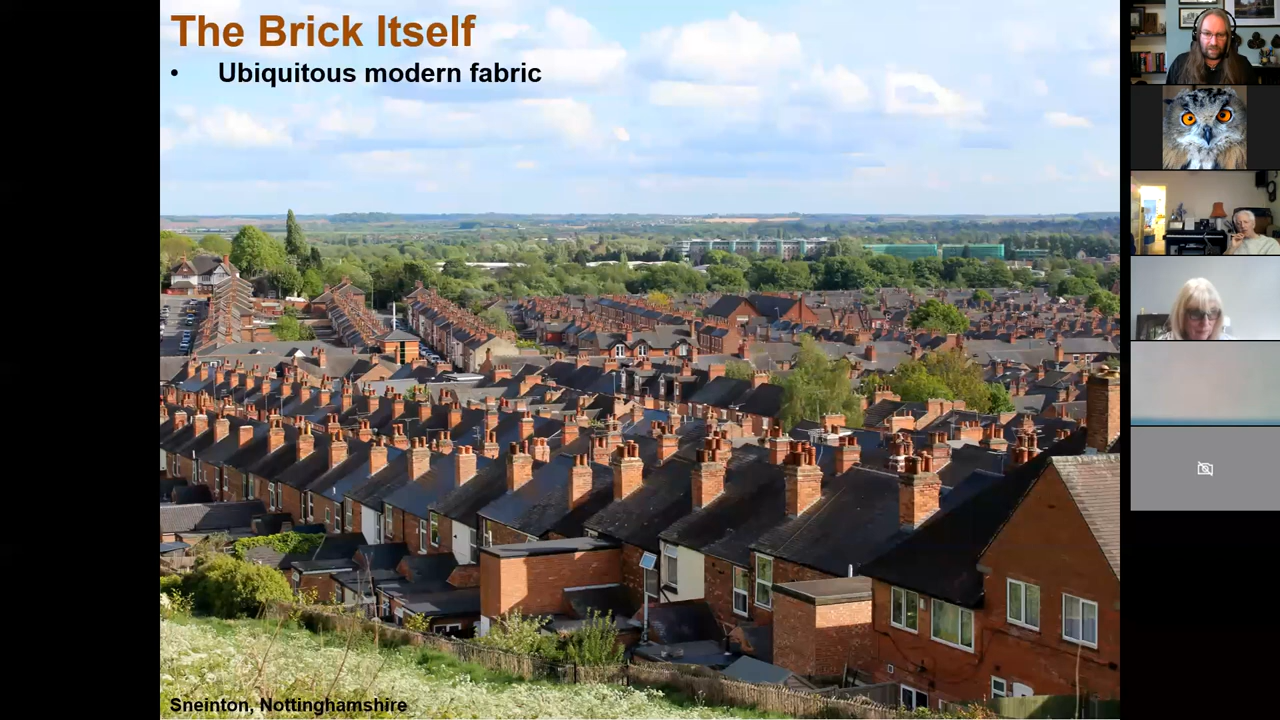 The Brick Itself
• Ubiquitous modern fabric
Sneinton, Nottinghamshire